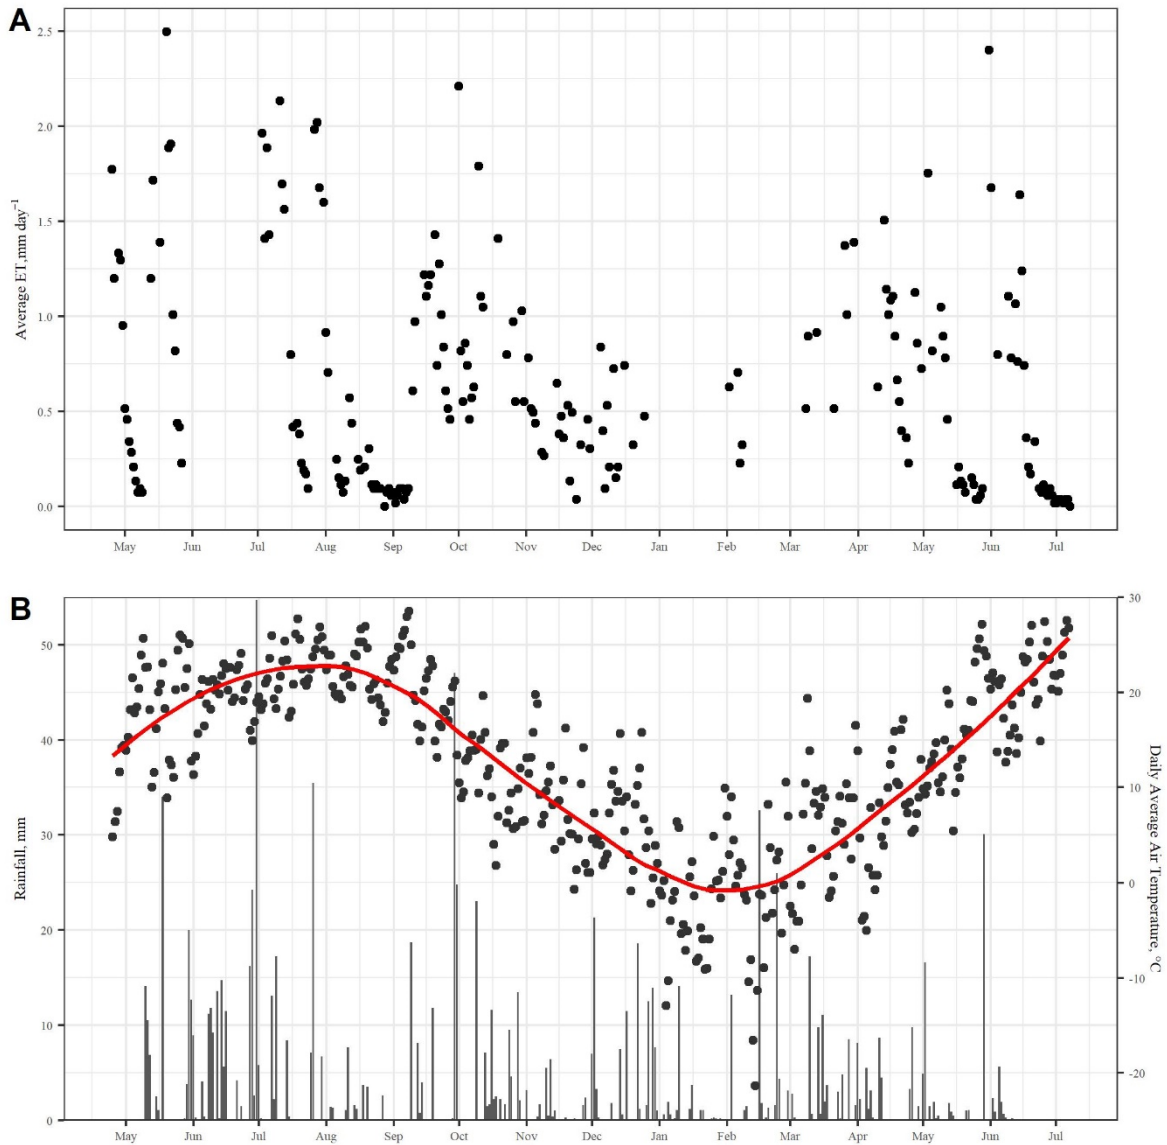 A
2.5
2.0
1.5
1.0
0.5
0.0
Average ET,mm day⁻¹
May Jun Jul Aug Sep Oct Nov Dec Jan Feb Mar Apr May Jun Jul
B
50
40
30
20
10
0
Rainfall, mm
30
20
10
0
-10
-20
Daily Average Air Temperature, °C
May Jun Jul Aug Sep Oct Nov Dec Jan Feb Mar Apr May Jun Jul